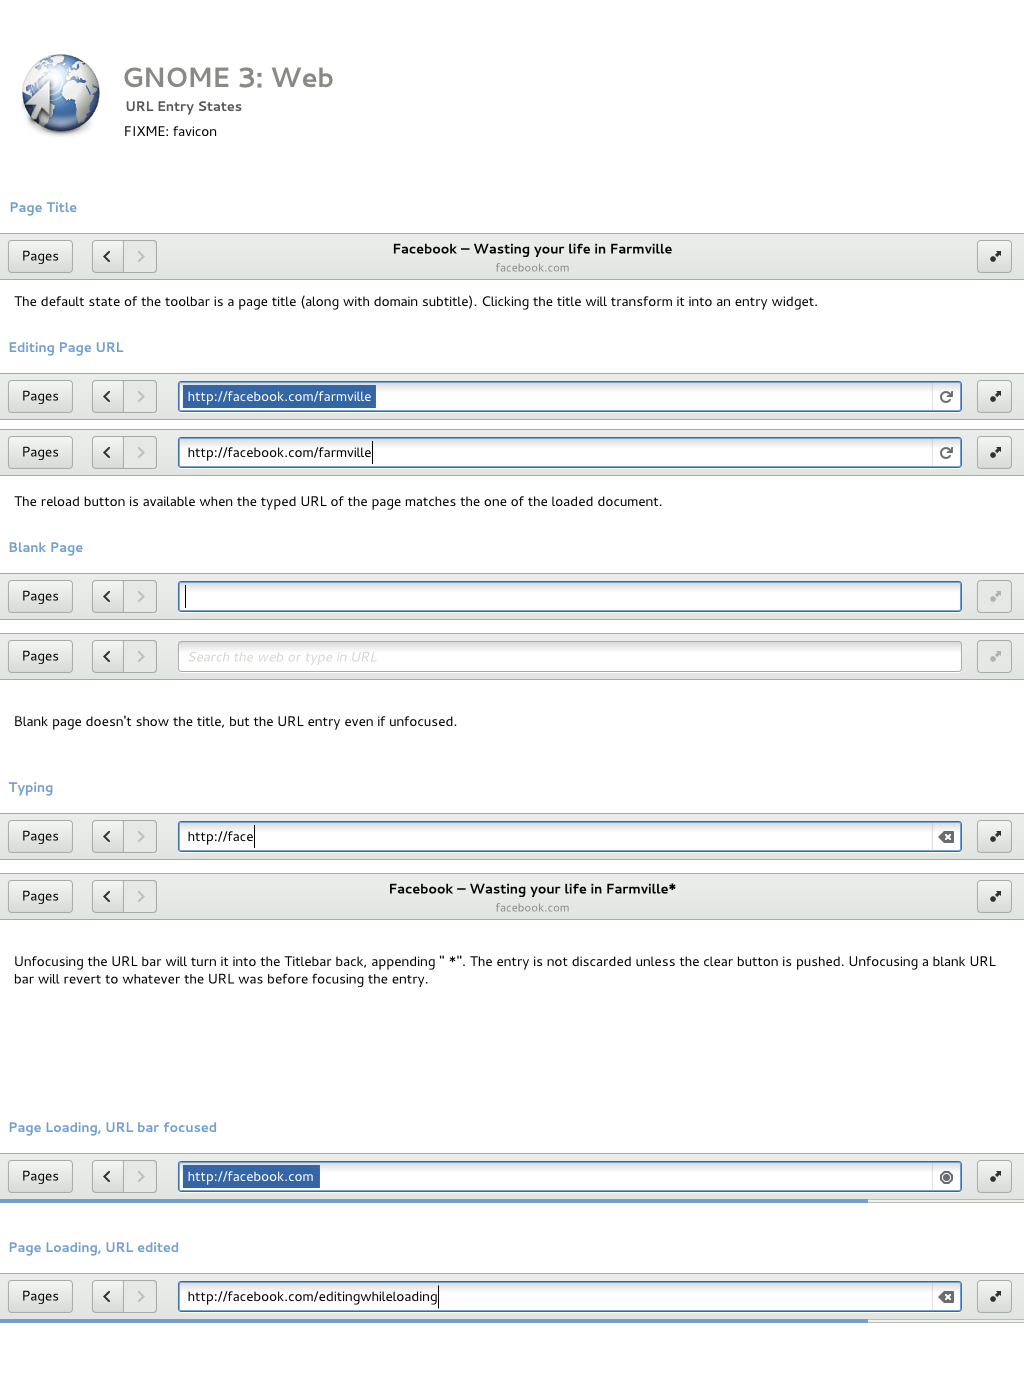 GNOME 3: Web
URL Entry States
FIXME: favicon
Page Title
Pages
Facebook – Wasting your life in Farmville
facebook.com
The default state of the toolbar is a page title (along with domain subtitle). Clicking the title will transform it into an entry widget.
Editing Page URL
Pages
http://facebook.com/farmville
Pages
http://facebook.com/farmville
The reload button is available when the typed URL of the page matches the one of the loaded document.
Blank Page
Pages
Pages
Search the web or type in URL
Blank page doesn't show the title, but the URL entry even if unfocused.
Typing
Pages
http://face
Pages
Facebook – Wasting your life in Farmville*
facebook.com
Unfocusing the URL bar will turn it into the Titlebar back, appending " *". The entry is not discarded unless the clear button is pushed. Unfocusing a blank URL
bar will revert to whatever the URL was before focusing the entry.
Page Loading, URL bar focused
Pages
http://facebook.com
Page Loading, URL edited
Pages
http://facebook.com/editingwhileloading